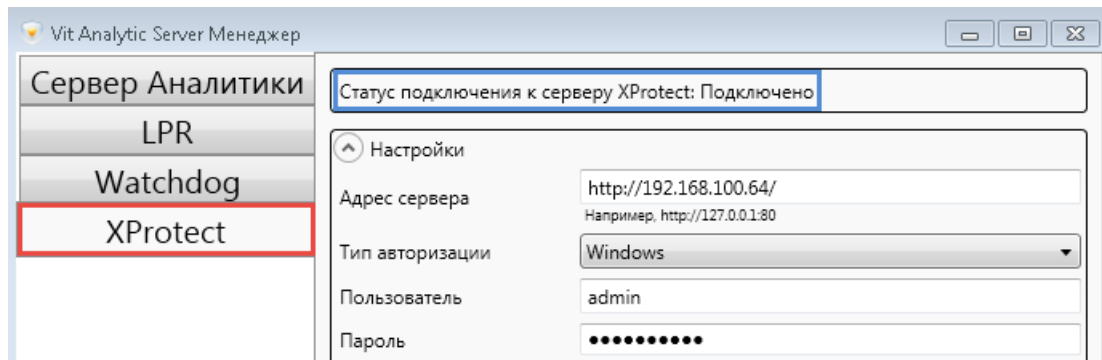 Vit Analytic Server Менеджер
Сервер Аналитики
LPR
Watchdog
XProtect
Статус подключения к серверу XProtect: Подключено
Настройки
Адрес сервера
http://192.168.100.64/
Например, http://127.0.0.1:80
Тип авторизации
Windows
Пользователь
admin
Пароль
●●●●●●●●●●